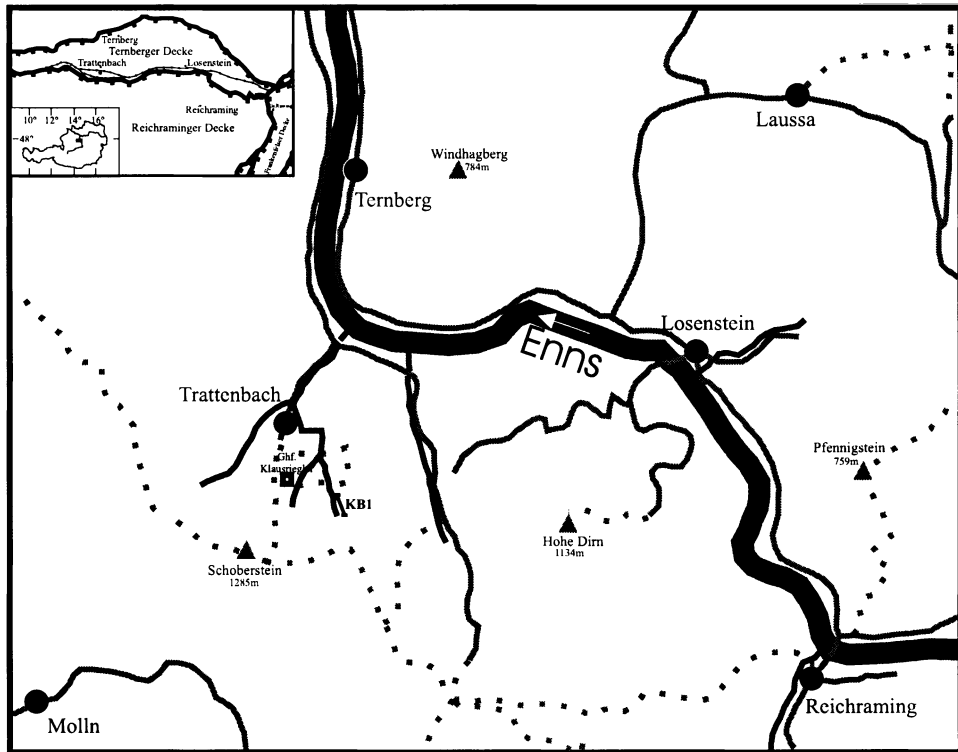 Ternberg
Ternberger Decke
Trattenbach
Losenstein
Reichraming
Reichraminger Decke
Frankenfelser Decke
10° 12° 14° 16°
48°
Laussa
Windhagberg
784m
Ternberg
Losenstein
Enns
Trattenbach
Ghf.
Klausriegler
KB1
Pfennigstein
759m
Hohe Dirn
1134m
Schoberstein
1285m
Molln
Reichraming